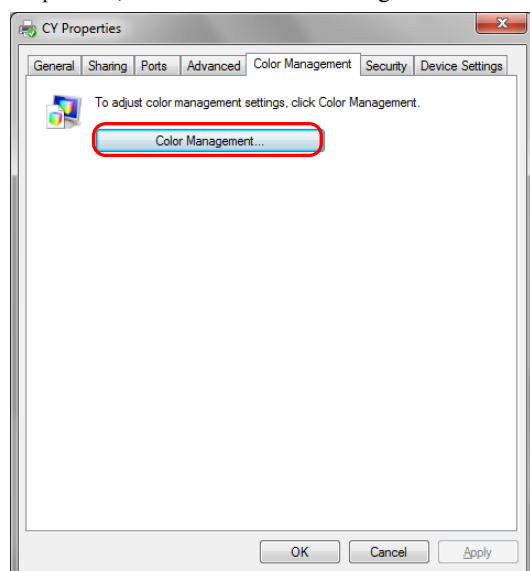 CY Properties
General Sharing Ports Advanced Color Management Security Device Settings
To adjust color management settings, click Color Management.
Color Management...
OK Cancel Apply